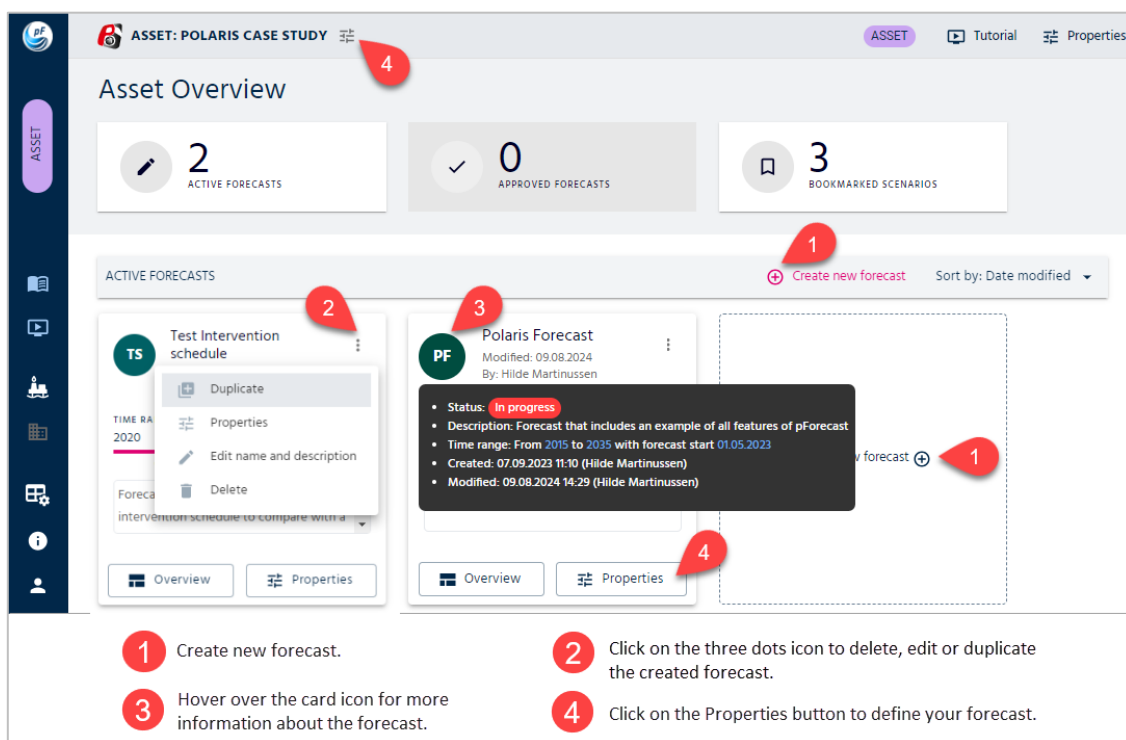 pF
ASSET: POLARIS CASE STUDY
ASSET
Tutorial
Properties
4
Asset Overview
ASSET
2
ACTIVE FORECASTS
0
APPROVED FORECASTS
3
BOOKMARKED SCENARIOS
1
ACTIVE FORECASTS
Create new forecast
Sort by: Date modified
2
3
TS
Test Intervention
schedule
Duplicate
Properties
Edit name and description
Delete
TIME RA
2020
Foreca
intervention schedule to compare with a
Overview
Properties
PF
Polaris Forecast
Modified: 09.08.2024
By: Hilde Martinussen
• Status: In progress
• Description: Forecast that includes an example of all features of pForecast
• Time range: From 2015 to 2035 with forecast start 01.05.2023
• Created: 07.09.2023 11:10 (Hilde Martinussen)
• Modified: 09.08.2024 14:29 (Hilde Martinussen)
Overview
Properties
4
w forecast
1
1 Create new forecast.
2 Click on the three dots icon to delete, edit or duplicate
the created forecast.
3 Hover over the card icon for more
information about the forecast.
4 Click on the Properties button to define your forecast.